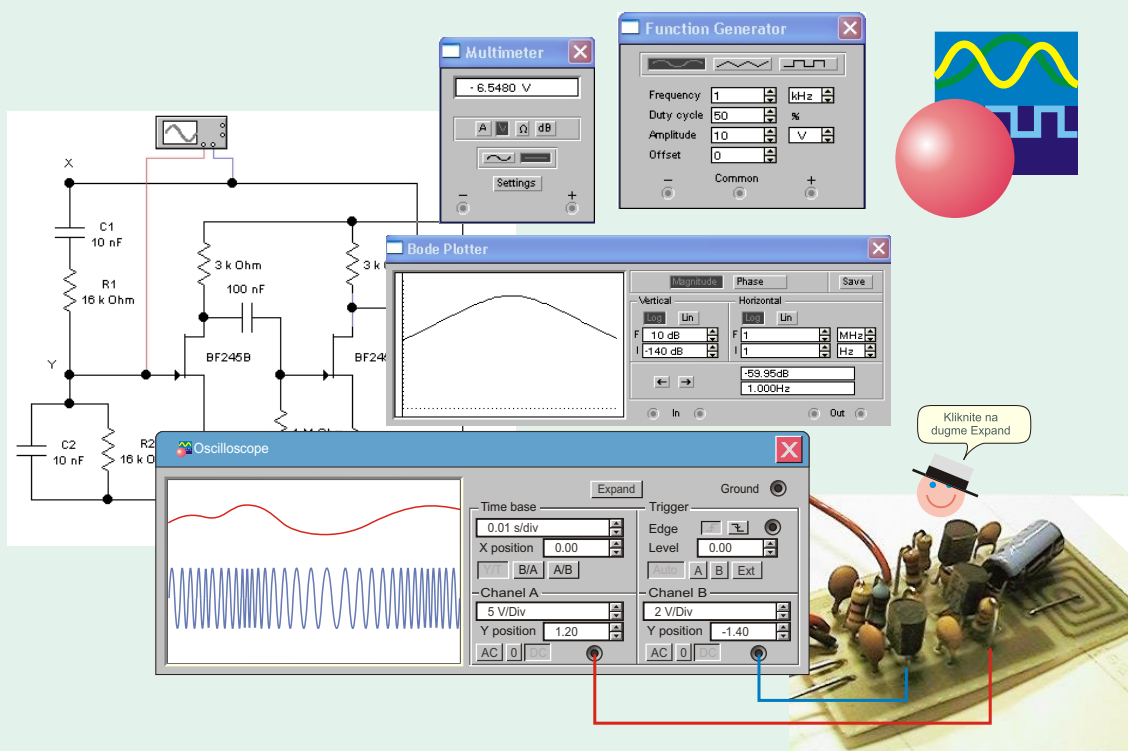 Multimeter
- 6.5480 V
A V Ω dB
Settings
− +
Function Generator
Frequency 1 kHz
Duty cycle 50 %
Amplitude 10 V
Offset 0
− Common +
X
C1
10 nF
R1
16 k Ohm
Y
3 k Ohm
3 k
100 nF
BF245B
BF24
C2
10 nF
R2
16 k O
Bode Plotter
Magnitude Phase Save
Vertical Horizontal
Log Lin Log Lin
F 10 dB F 1 MHz
I -140 dB I 1 Hz
← →
-59.95dB
1.000Hz
In Out
Kliknite na
dugme Expand
Oscilloscope
Expand Ground
Time base Trigger
0.01 s/div Edge
X position 0.00 Level 0.00
Y/T B/A A/B Auto A B Ext
Chanel A Chanel B
5 V/Div 2 V/Div
Y position 1.20 Y position -1.40
AC 0 DC AC 0 DC